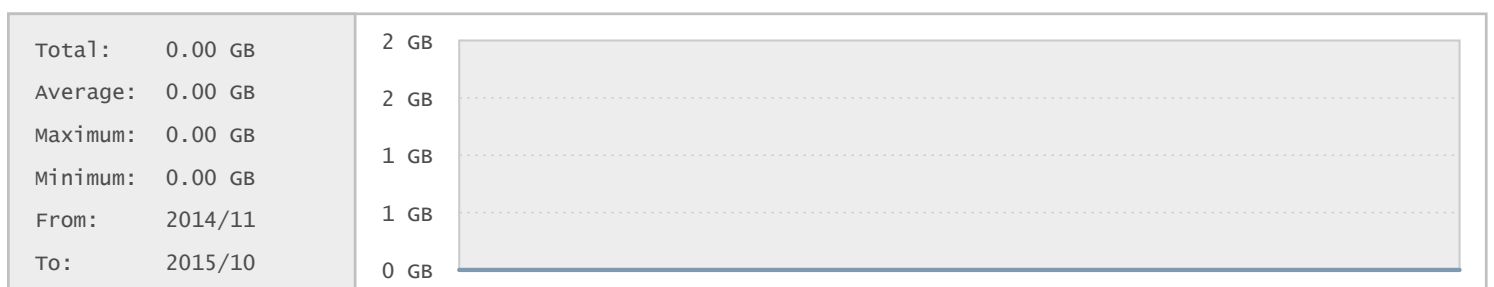 Total: 0.00 GB
Average: 0.00 GB
Maximum: 0.00 GB
Minimum: 0.00 GB
From: 2014/11
To: 2015/10
2 GB
2 GB
1 GB
1 GB
0 GB